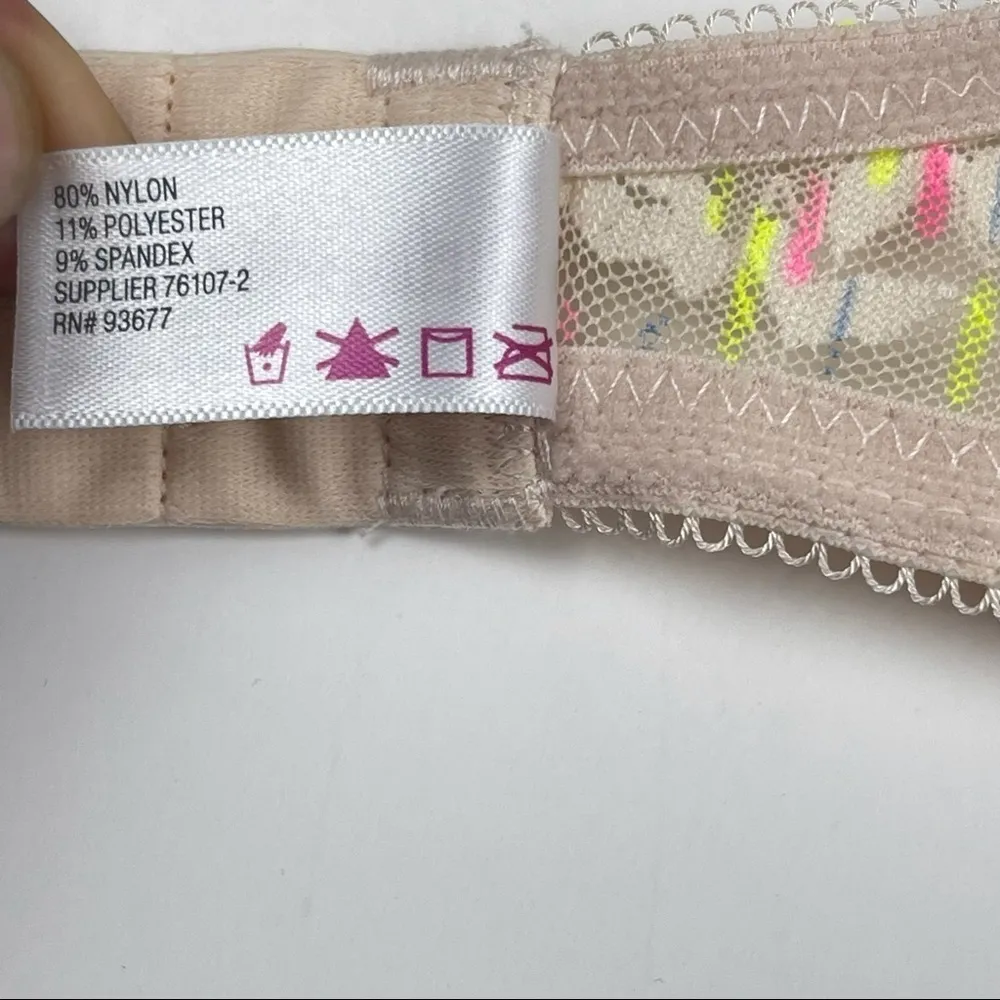 80% NYLON
11% POLYESTER
9% SPANDEX
SUPPLIER 76107-2
RN# 93677